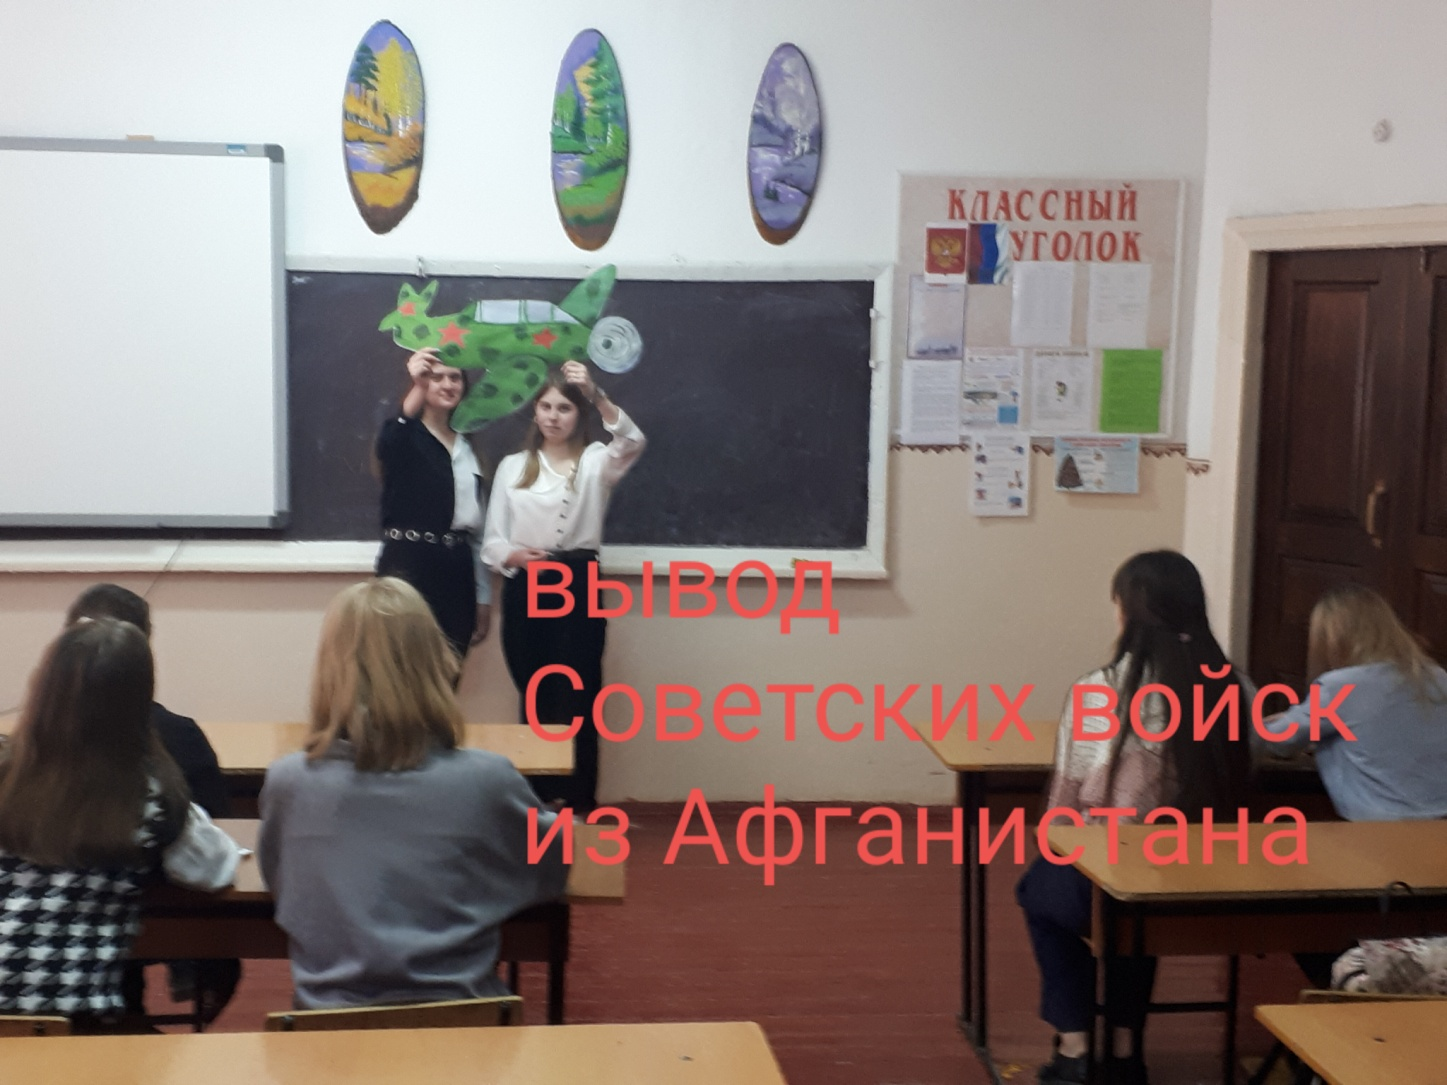 КЛАССНЫЙ
УГОЛОК
вывод
Советских войск
из Афганистана